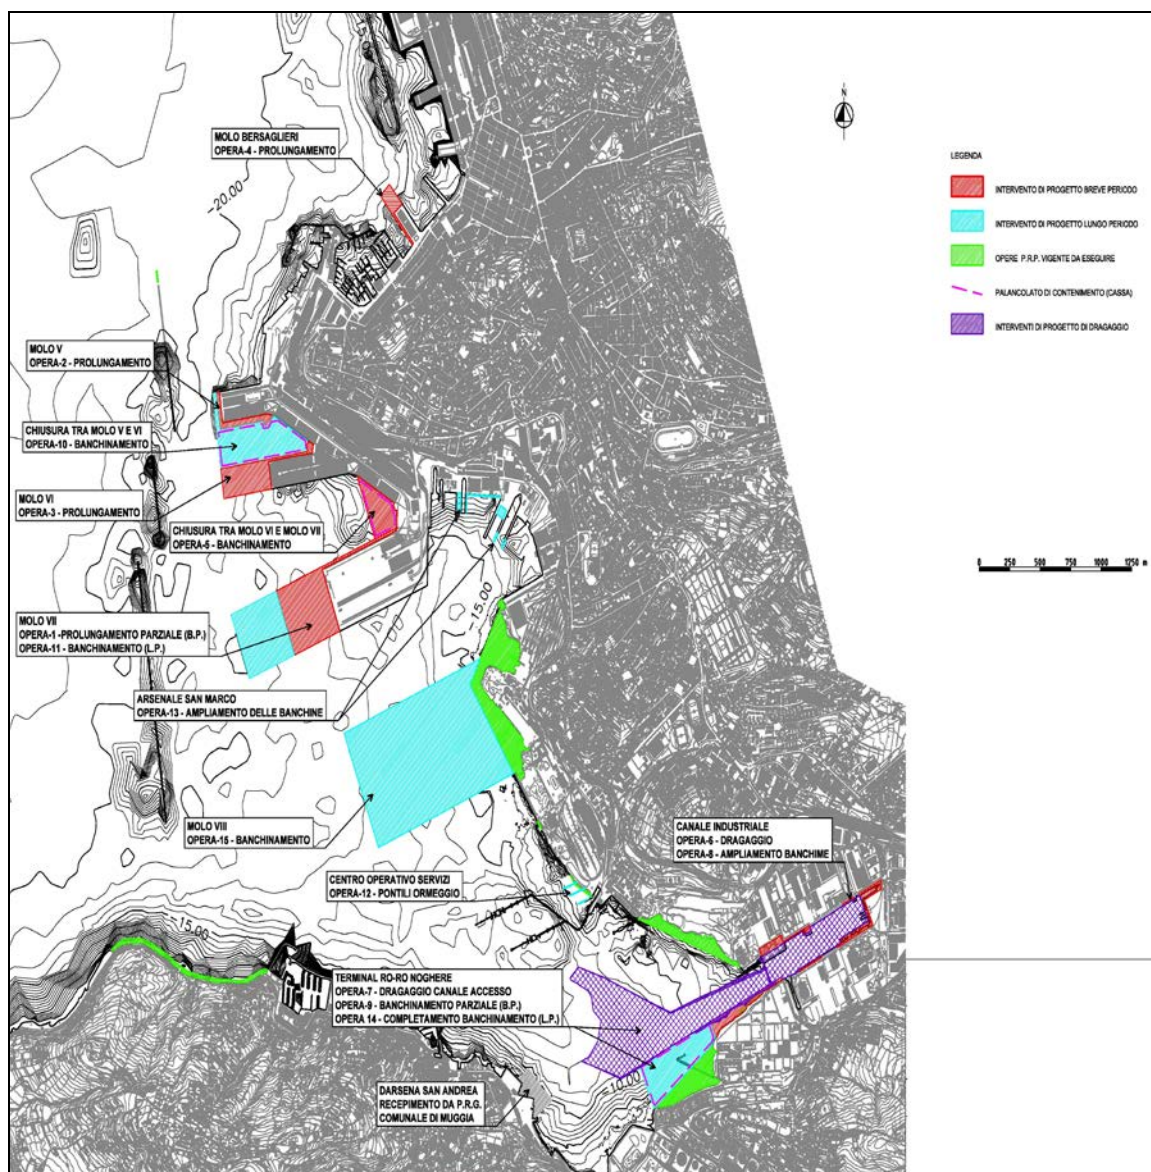 N
LEGENDA
INTERVENTO DI PROGETTO BREVE PERIODO
INTERVENTO DI PROGETTO LUNGO PERIODO
OPERE P.R.P. VIGENTE DA ESEGUIRE
PALANCOLATO DI CONTENIMENTO (CASSA)
INTERVENTI DI PROGETTO DI DRAGAGGIO
0 250 500 750 1000 1250 m
MOLO BERSAGLIERI
OPERA-4 - PROLUNGAMENTO
-20.00
MOLO V
OPERA-2 - PROLUNGAMENTO
CHIUSURA TRA MOLO V E VI
OPERA-10 - BANCHINAMENTO
MOLO VI
OPERA-3 - PROLUNGAMENTO
CHIUSURA TRA MOLO VI E MOLO VII
OPERA-5 - BANCHINAMENTO
-15.00
MOLO VII
OPERA-1 -PROLUNGAMENTO PARZIALE (B.P.)
OPERA-11 - BANCHINAMENTO (L.P.)
ARSENALE SAN MARCO
OPERA-13 - AMPLIAMENTO DELLE BANCHINE
MOLO VIII
OPERA-15 - BANCHINAMENTO
CANALE INDUSTRIALE
OPERA-6 - DRAGAGGIO
OPERA-8 - AMPLIAMENTO BANCHIME
CENTRO OPERATIVO SERVIZI
OPERA-12 - PONTILI ORMEGGIO
-15.00
TERMINAL RO-RO NOGHERE
OPERA-7 - DRAGAGGIO CANALE ACCESSO
OPERA-9 - BANCHINAMENTO PARZIALE (B.P.)
OPERA 14 - COMPLETAMENTO BANCHINAMENTO (L.P.)
-10.00
DARSENA SAN ANDREA
RECEPIMENTO DA P.R.G.
COMUNALE DI MUGGIA